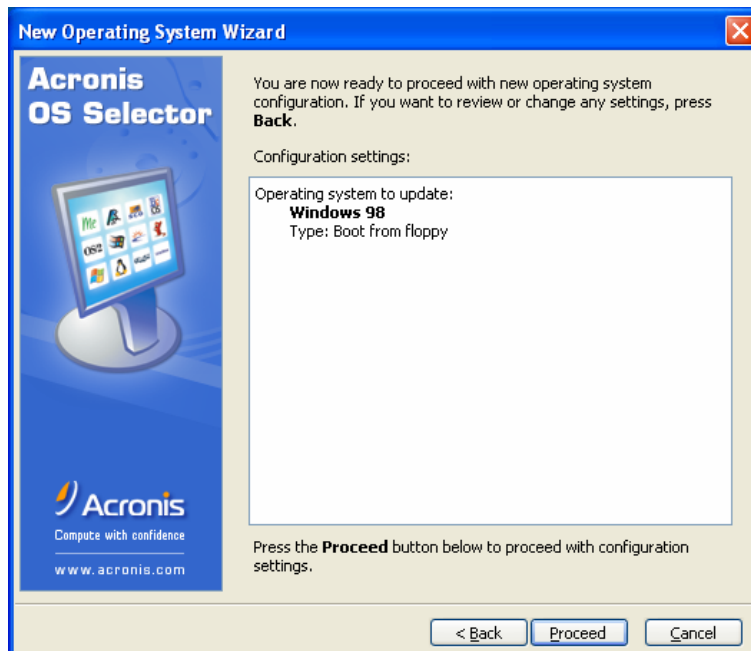 New Operating System Wizard
Acronis
OS Selector
You are now ready to proceed with new operating system
configuration. If you want to review or change any settings, press
Back.
Configuration settings:
Operating system to update:
Windows 98
Type: Boot from floppy
Me
OS2
Acronis
Compute with confidence
www.acronis.com
Press the Proceed button below to proceed with configuration
settings.
< Back
Proceed
Cancel